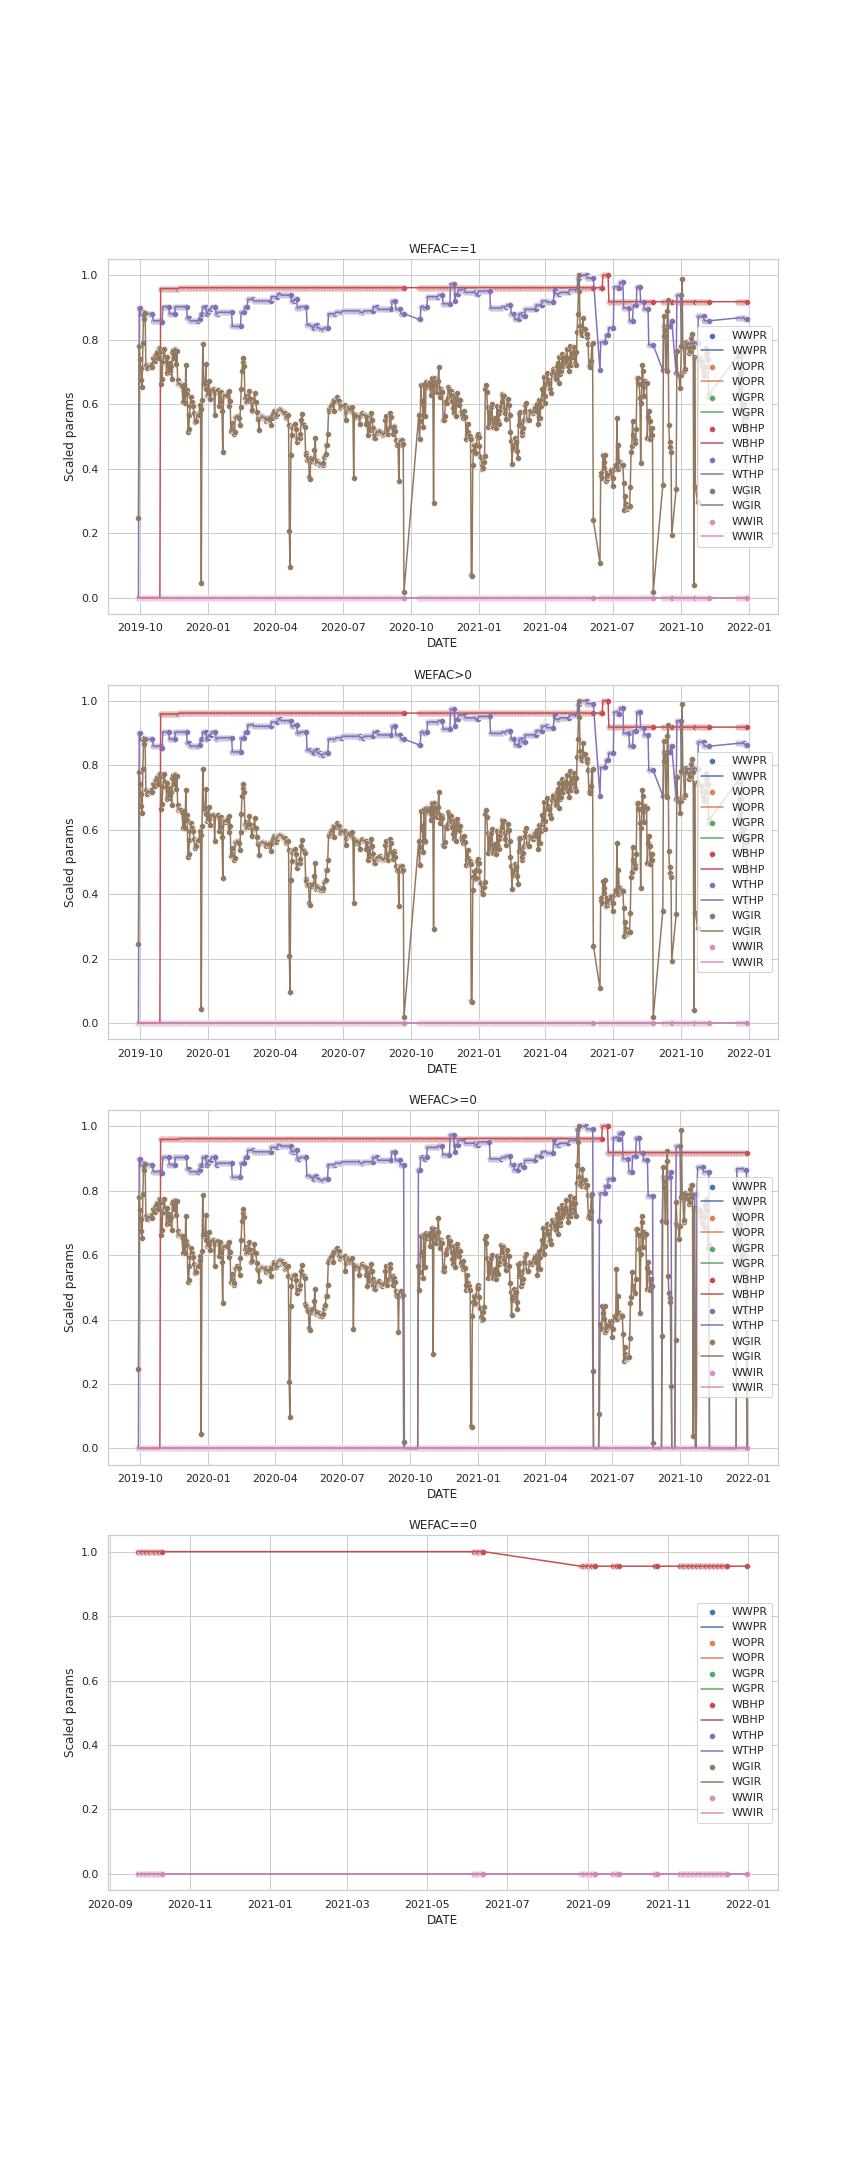 WEFAC==1
1.0
0.8
0.6
0.4
0.2
0.0
Scaled params
WWPR
WWPR
WOPR
WOPR
WGPR
WGPR
WBHP
WBHP
WTHP
WTHP
WGIR
WGIR
WWIR
WWIR
2019-10 2020-01 2020-04 2020-07 2020-10 2021-01 2021-04 2021-07 2021-10 2022-01
DATE
WEFAC>0
1.0
0.8
0.6
0.4
0.2
0.0
Scaled params
WWPR
WWPR
WOPR
WOPR
WGPR
WGPR
WBHP
WBHP
WTHP
WTHP
WGIR
WGIR
WWIR
WWIR
2019-10 2020-01 2020-04 2020-07 2020-10 2021-01 2021-04 2021-07 2021-10 2022-01
DATE
WEFAC>=0
1.0
0.8
0.6
0.4
0.2
0.0
Scaled params
WWPR
WWPR
WOPR
WOPR
WGPR
WGPR
WBHP
WBHP
WTHP
WTHP
WGIR
WGIR
WWIR
WWIR
2019-10 2020-01 2020-04 2020-07 2020-10 2021-01 2021-04 2021-07 2021-10 2022-01
DATE
WEFAC==0
1.0
0.8
0.6
0.4
0.2
0.0
Scaled params
WWPR
WWPR
WOPR
WOPR
WGPR
WGPR
WBHP
WBHP
WTHP
WTHP
WGIR
WGIR
WWIR
WWIR
2020-09 2020-11 2021-01 2021-03 2021-05 2021-07 2021-09 2021-11 2022-01
DATE